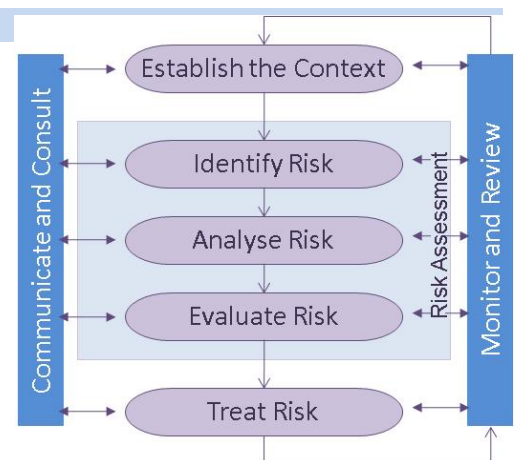 Establish the Context
Communicate and Consult
Identify Risk
Analyse Risk
Evaluate Risk
Risk Assessment
Monitor and Review
Treat Risk